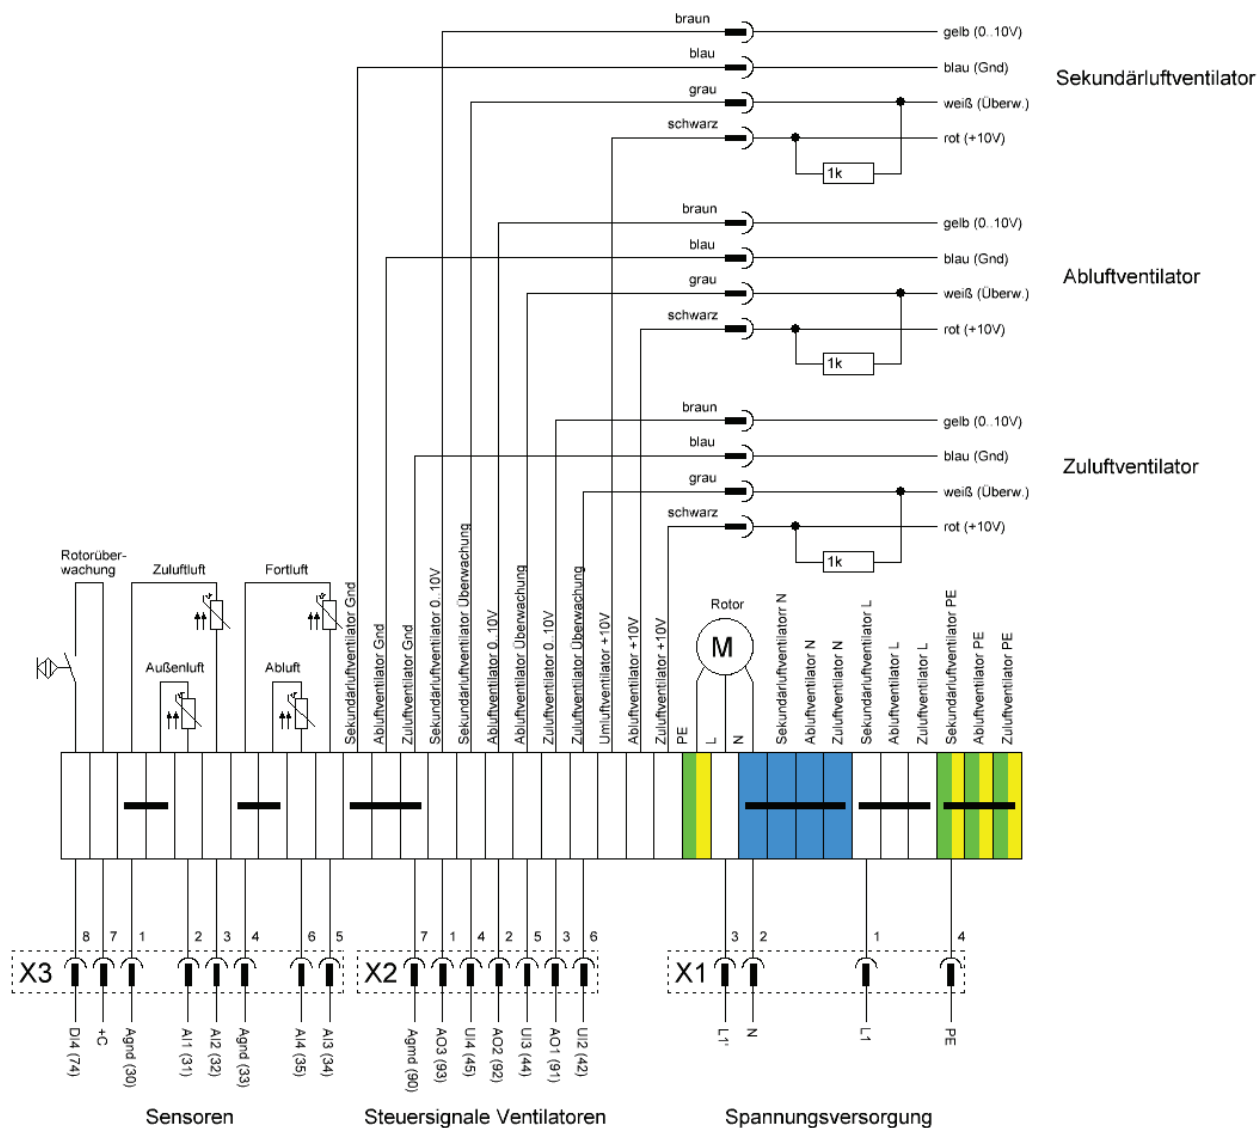 braun
gelb (0..10V)
blau
blau (Gnd)
Sekundärluftventilator
grau
weiß (Überw.)
schwarz
rot (+10V)
1k
braun
gelb (0..10V)
blau
blau (Gnd)
Abluftventilator
grau
weiß (Überw.)
schwarz
rot (+10V)
1k
braun
gelb (0..10V)
blau
blau (Gnd)
Zuluftventilator
grau
weiß (Überw.)
schwarz
rot (+10V)
1k
Rotorüber-
wachung
Zuluftluft
Fortluft
Außenluft
Abluft
Sekundärluftventilator Gnd
Abluftventilator Gnd
Zuluftventilator Gnd
Sekundärluftventilator 0..10V
Sekundärluftventilator Überwachung
Abluftventilator 0..10V
Abluftventilator Überwachung
Zuluftventilator 0..10V
Zuluftventilator Überwachung
Umluftventilator +10V
Abluftventilator +10V
Zuluftventilator +10V
Rotor
M
PE
L
N
Sekundärluftventilatorr N
Abluftventilator N
Zuluftventilator N
Sekundärluftventilator L
Abluftventilator L
Zuluftventilator L
Sekundärluftventilator PE
Abluftventilator PE
Zuluftventilator PE
8 7 1 2 3 4 6 5
X3
7 1 4 2 5 3 6
X2
3 2 1 4
X1
DI4 (74)
+C
Agnd (30)
AI1 (31)
AI2 (32)
Agnd (33)
AI4 (35)
AI3 (34)
Agmd (90)
AO3 (93)
UI4 (45)
AO2 (92)
UI3 (44)
AO1 (91)
UI2 (42)
L1'
N
L1
PE
Sensoren
Steuersignale Ventilatoren
Spannungsversorgung